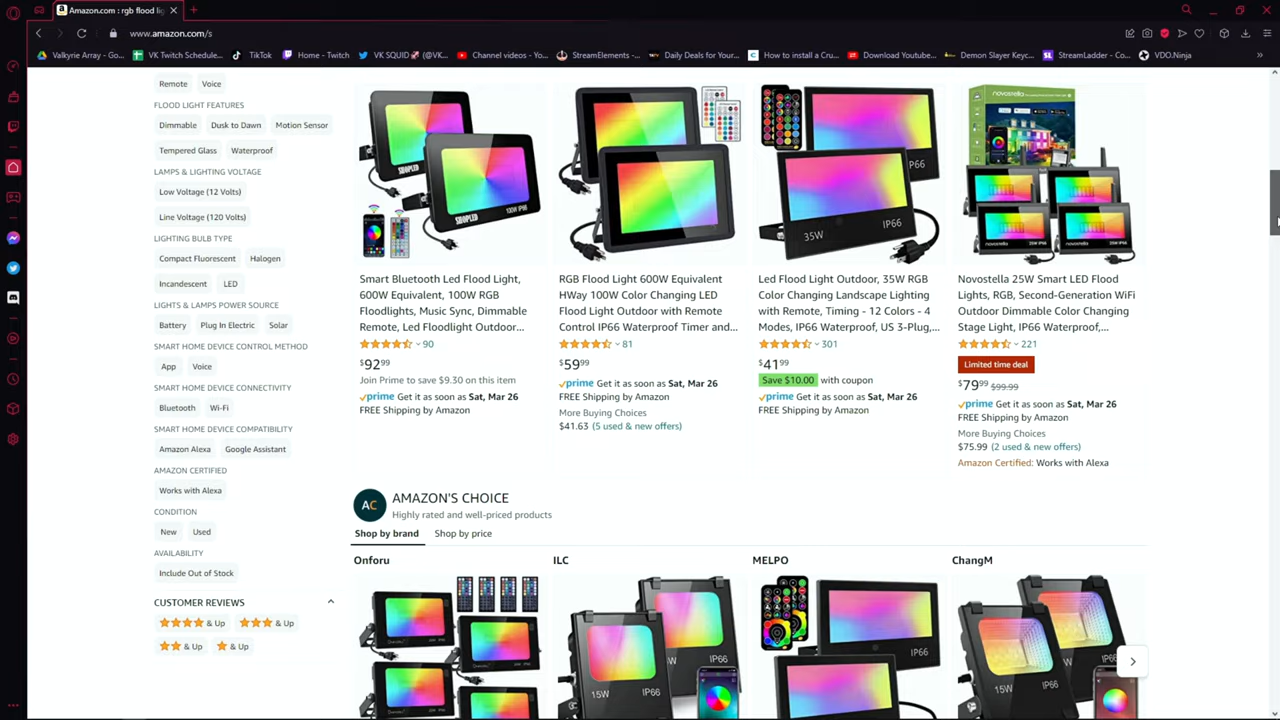 Amazon.com : rgb flood lig
www.amazon.com/s
Valkyrie Array - Go...
VK Twitch Schedule...
TikTok
Home - Twitch
VK SQUID 🚀 (@VK...
Channel videos - Yo...
StreamElements -...
Daily Deals for Your...
How to install a Cru...
Download Youtube...
Demon Slayer Keyc...
StreamLadder - Co...
VDO.Ninja
Remote Voice
FLOOD LIGHT FEATURES
Dimmable Dusk to Dawn Motion Sensor
Tempered Glass Waterproof
LAMPS & LIGHTING VOLTAGE
Low Voltage (12 Volts)
Line Voltage (120 Volts)
LIGHTING BULB TYPE
Compact Fluorescent Halogen
Incandescent LED
LIGHTS & LAMPS POWER SOURCE
Battery Plug In Electric Solar
SMART HOME DEVICE CONTROL METHOD
App Voice
SMART HOME DEVICE CONNECTIVITY
Bluetooth Wi-Fi
SMART HOME DEVICE COMPATIBILITY
Amazon Alexa Google Assistant
AMAZON CERTIFIED
Works with Alexa
CONDITION
New Used
AVAILABILITY
Include Out of Stock
CUSTOMER REVIEWS
& Up & Up
& Up & Up
SHOPLED
SHOPLED 100W IP66
Smart Bluetooth Led Flood Light,
600W Equivalent, 100W RGB
Floodlights, Music Sync, Dimmable
Remote, Led Floodlight Outdoor...
90
$92.99
Join Prime to save $9.30 on this item
prime Get it as soon as Sat, Mar 26
FREE Shipping by Amazon
RGB Flood Light 600W Equivalent
HWay 100W Color Changing LED
Flood Light Outdoor with Remote
Control IP66 Waterproof Timer and...
81
$59.99
prime Get it as soon as Sat, Mar 26
FREE Shipping by Amazon
More Buying Choices
$41.63 (5 used & new offers)
IP66
35W IP66
Led Flood Light Outdoor, 35W RGB
Color Changing Landscape Lighting
with Remote, Timing - 12 Colors - 4
Modes, IP66 Waterproof, US 3-Plug,...
301
$41.99
Save $10.00 with coupon
prime Get it as soon as Sat, Mar 26
FREE Shipping by Amazon
novostella
Novostella 25W Smart LED Flood
Lights, RGB, Second-Generation WiFi
Outdoor Dimmable Color Changing
Stage Light, IP66 Waterproof,...
221
Limited time deal
$79.99 $99.99
prime Get it as soon as Sat, Mar 26
FREE Shipping by Amazon
More Buying Choices
$75.99 (2 used & new offers)
Amazon Certified: Works with Alexa
AC AMAZON'S CHOICE
Highly rated and well-priced products
Shop by brand Shop by price
Onforu
ILC
W IP66
15W IP66
MELPO
IP66
ChangM
15W IP66